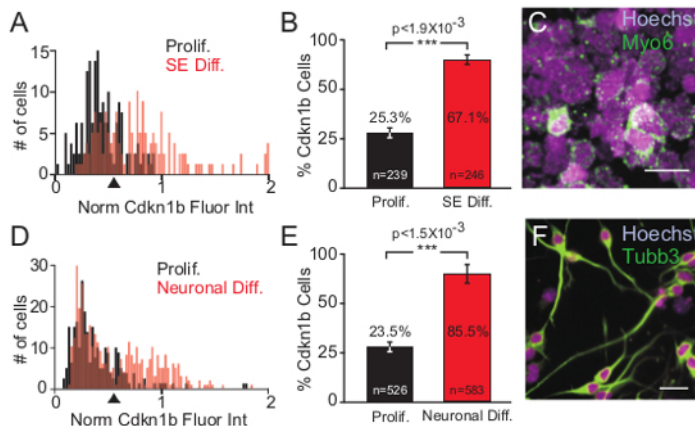 A
Prolif.
SE Diff.
# of cells
15
10
5
0
0
1
2
Norm Cdkn1b Fluor Int
B
p<1.9X10⁻³
***
% Cdkn1b Cells
100
75
25
0
25.3%
67.1%
n=239
n=246
Prolif.
SE Diff.
C
Hoechst
Myo6
D
Prolif.
Neuronal Diff.
# of cells
30
20
10
0
0
1
2
Norm Cdkn1b Fluor Int
E
p<1.5X10⁻³
***
% Cdkn1b Cells
100
75
25
0
23.5%
85.5%
n=526
n=583
Prolif.
Neuronal Diff.
F
Hoechst
Tubb3